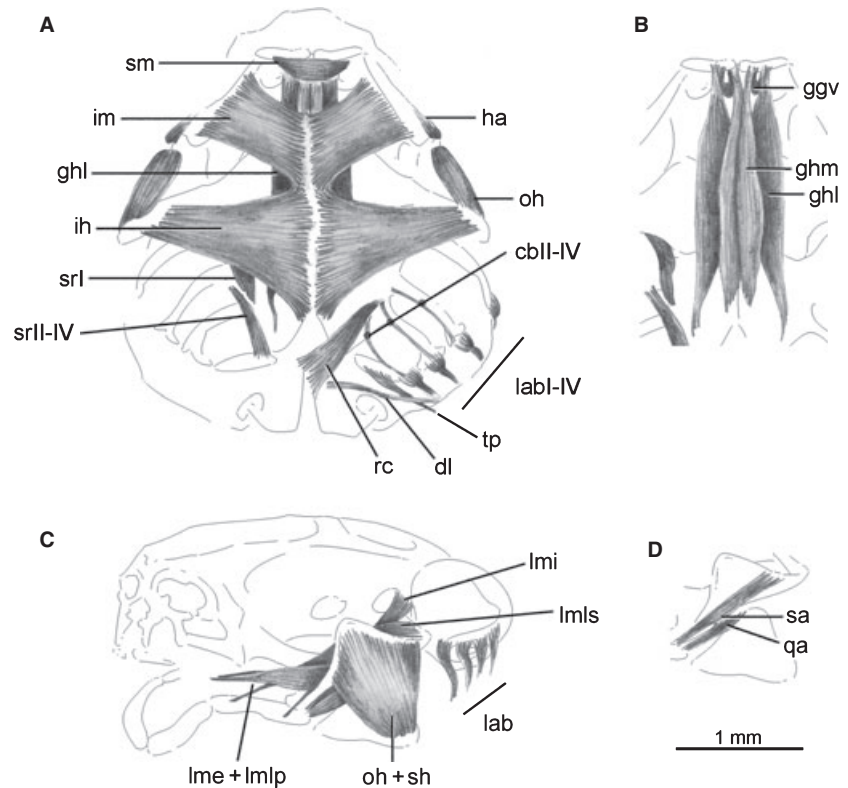 A
sm
im
ghl
ih
srI
srII-IV
ha
oh
cbII-IV
labI-IV
tp
dl
rc
B
ggv
ghm
ghl
C
lmi
lmls
lab
lme + lmlp
oh + sh
D
sa
qa
1 mm